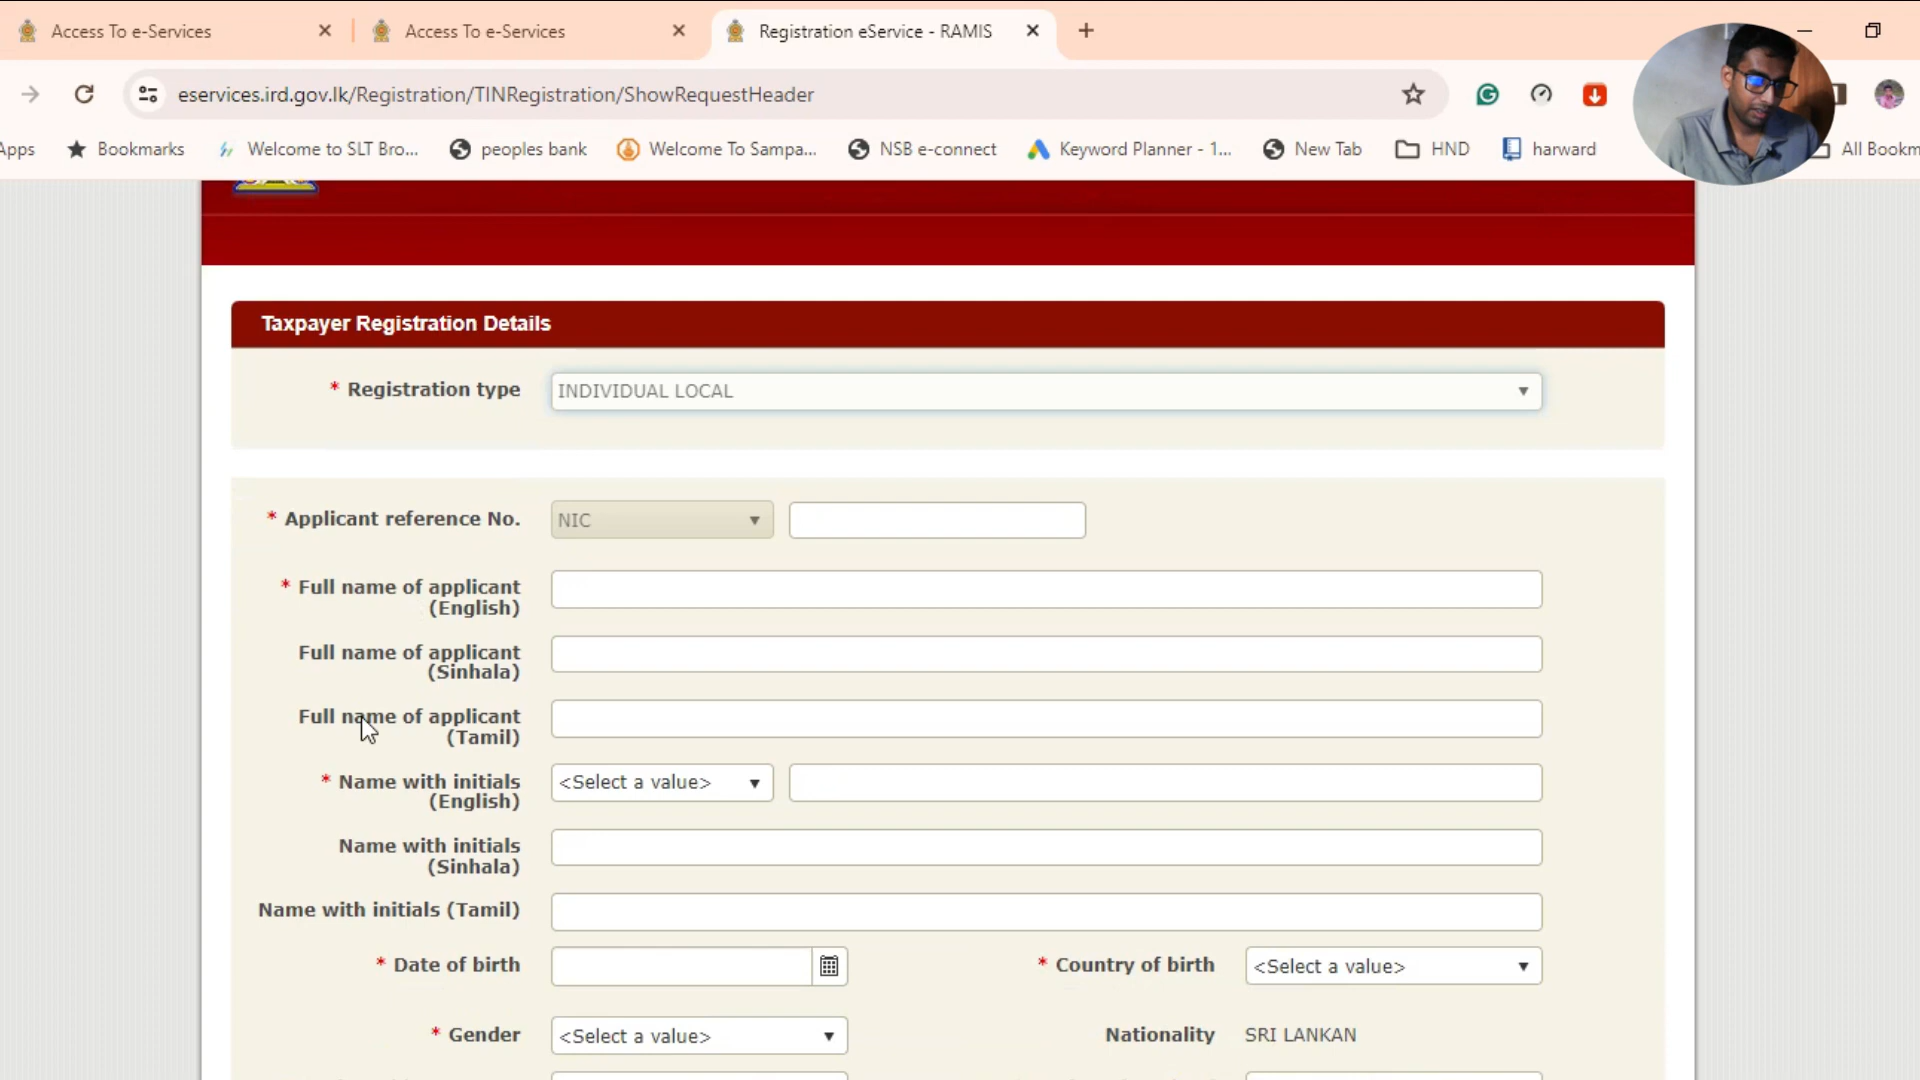 Access To e-Services
Access To e-Services
Registration eService - RAMIS
eservices.ird.gov.lk/Registration/TINRegistration/ShowRequestHeader
Apps
Bookmarks
Welcome to SLT Bro...
peoples bank
Welcome To Sampa...
NSB e-connect
Keyword Planner - 1...
New Tab
HND
harward
All Bookm
Taxpayer Registration Details
* Registration type
INDIVIDUAL LOCAL
* Applicant reference No.
NIC
* Full name of applicant
(English)
Full name of applicant
(Sinhala)
Full name of applicant
(Tamil)
* Name with initials
(English)
<Select a value>
Name with initials
(Sinhala)
Name with initials (Tamil)
* Date of birth
* Country of birth
<Select a value>
* Gender
<Select a value>
Nationality
SRI LANKAN